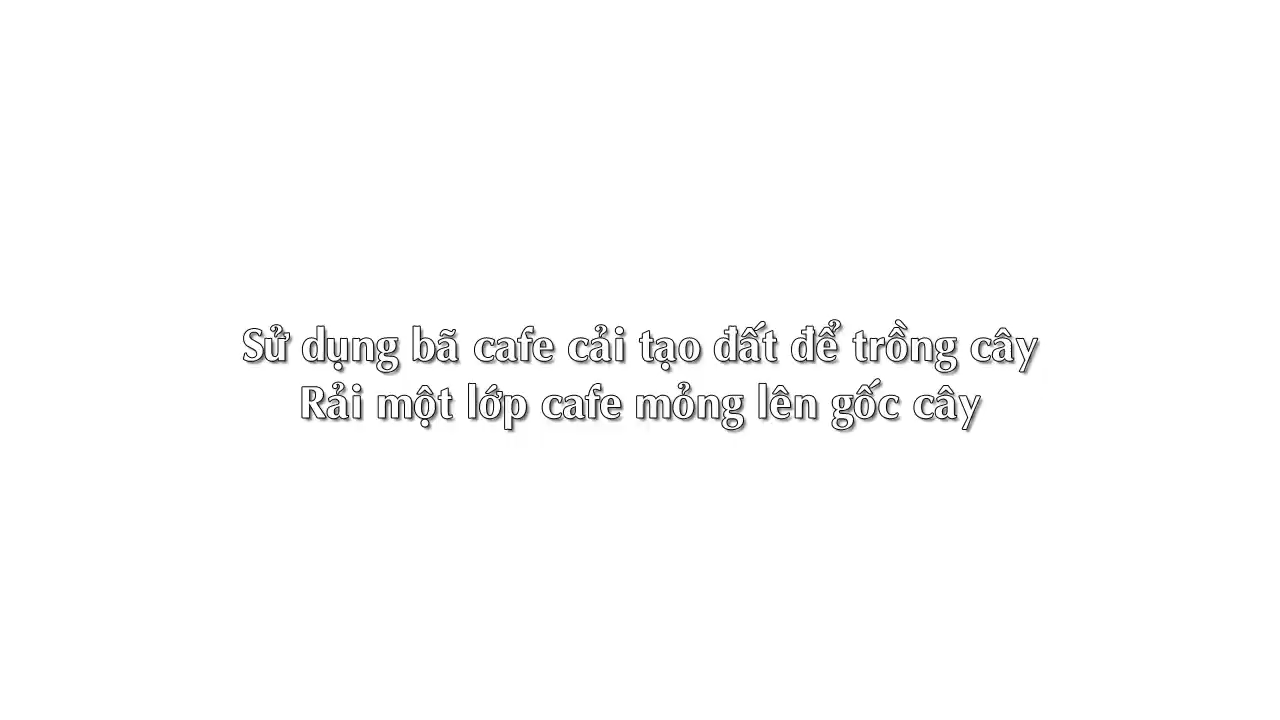 Sử dụng bã cafe cải tạo đất để trồng cây
Rải một lớp cafe mỏng lên gốc cây